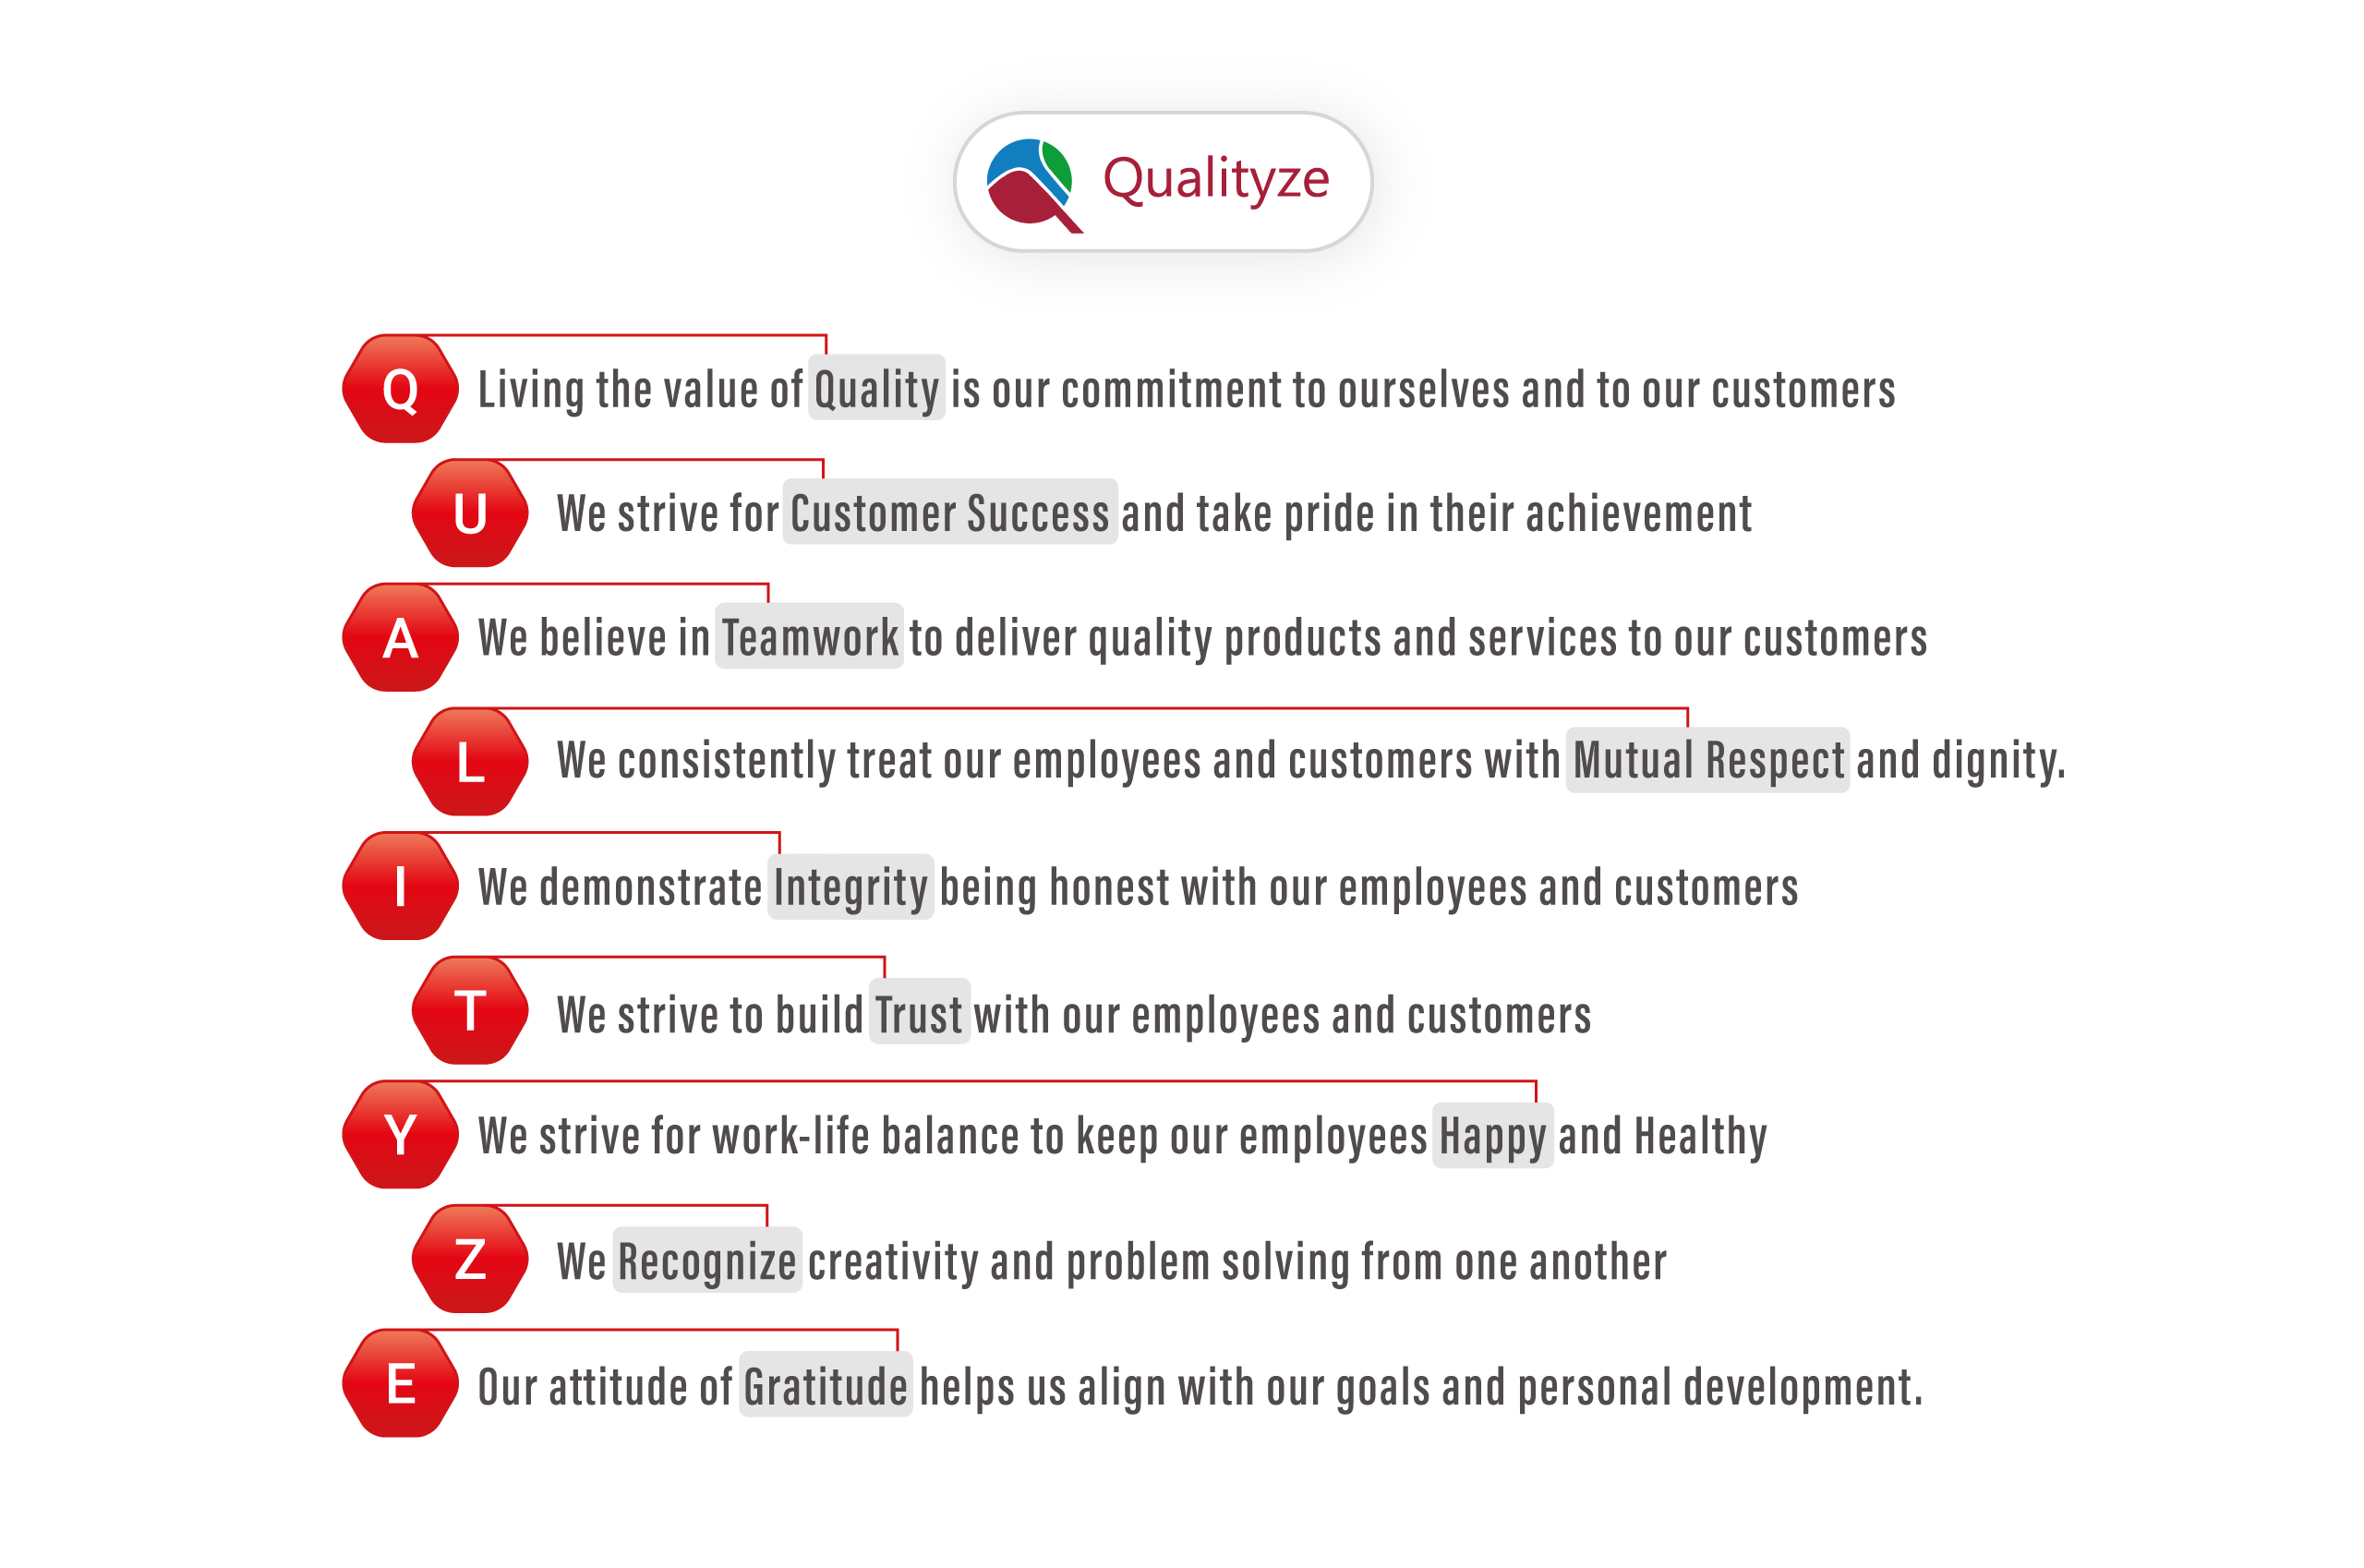 Qualityze
Q Living the value of Quality is our commitment to ourselves and to our customers
U We strive for Customer Success and take pride in their achievement
A We believe in Teamwork to deliver quality products and services to our customers
L We consistently treat our employees and customers with Mutual Respect and dignity.
I We demonstrate Integrity being honest with our employees and customers
T We strive to build Trust with our employees and customers
Y We strive for work-life balance to keep our employees Happy and Healthy
Z We Recognize creativity and problem solving from one another
E Our attitude of Gratitude helps us align with our goals and personal development.